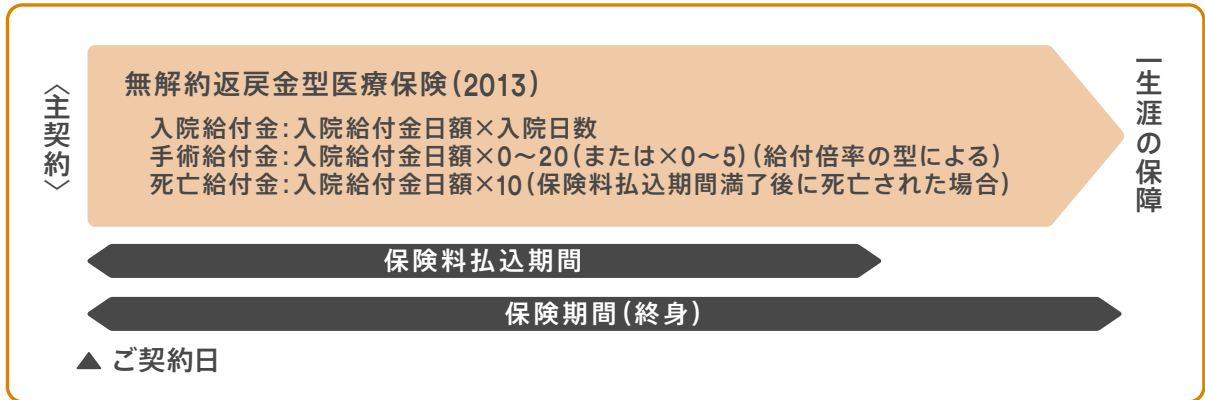 〈主契約〉
無解約返戻金型医療保険(2013)
入院給付金:入院給付金日額×入院日数
手術給付金:入院給付金日額×0〜20(または×0〜5)(給付倍率の型による)
死亡給付金:入院給付金日額×10(保険料払込期間満了後に死亡された場合)
一生涯の保障
保険料払込期間
保険期間(終身)
▲ ご契約日